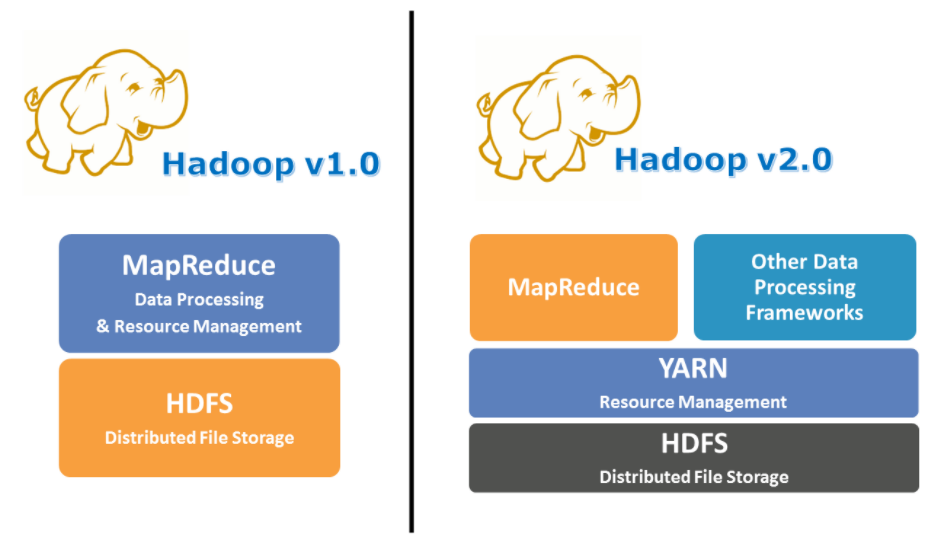 Hadoop v1.0
MapReduce
Data Processing
& Resource Management
HDFS
Distributed File Storage
Hadoop v2.0
MapReduce
Other Data
Processing
Frameworks
YARN
Resource Management
HDFS
Distributed File Storage